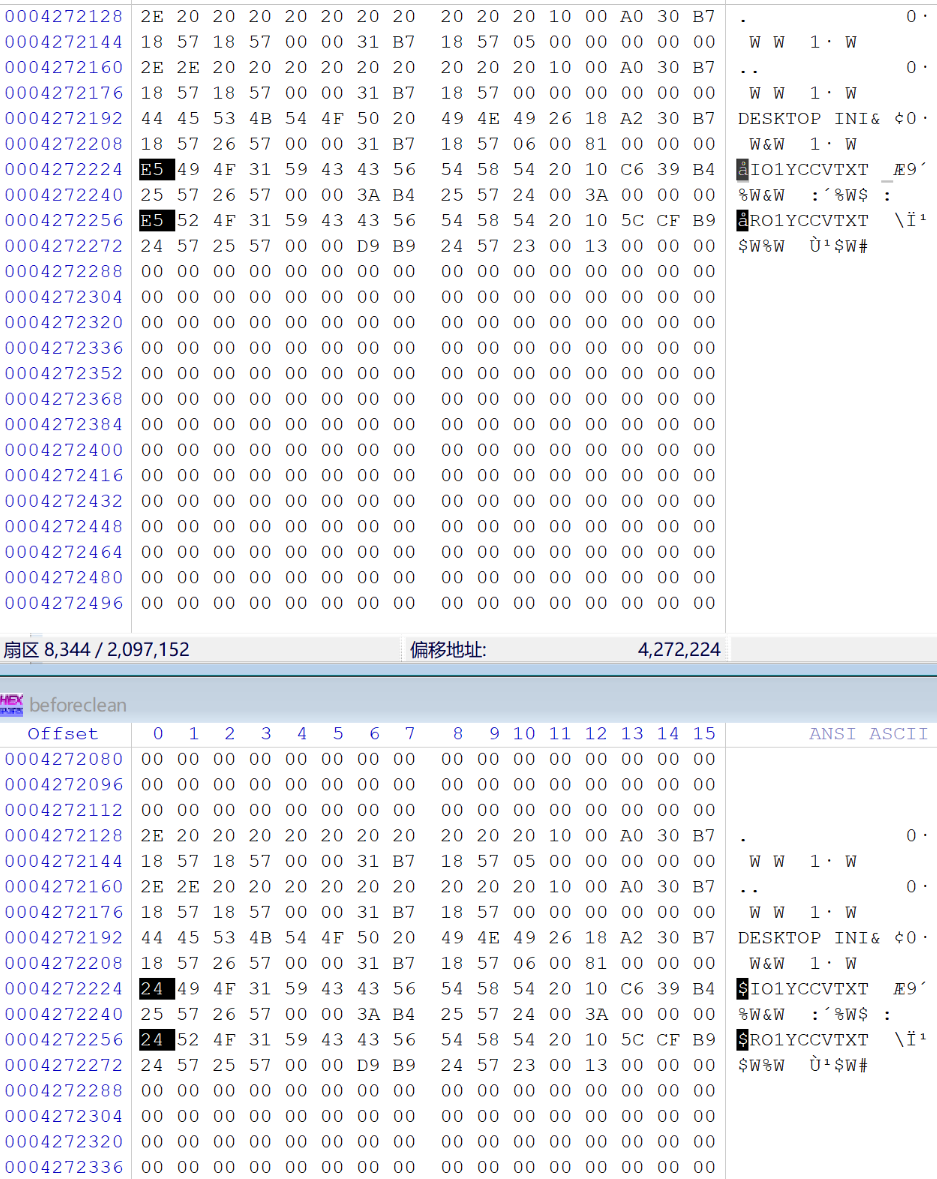 0004272128 2E 20 20 20 20 20 20 20 20 20 20 10 00 A0 30 B7 . 0·
0004272144 18 57 18 57 00 00 31 B7 18 57 05 00 00 00 00 00 W W 1· W
0004272160 2E 2E 20 20 20 20 20 20 20 20 20 10 00 A0 30 B7 .. 0·
0004272176 18 57 18 57 00 00 31 B7 18 57 00 00 00 00 00 00 W W 1· W
0004272192 44 45 53 4B 54 4F 50 20 49 4E 49 26 18 A2 30 B7 DESKTOP INI& ¢0·
0004272208 18 57 26 57 00 00 31 B7 18 57 06 00 81 00 00 00 W&W 1· W
0004272224 E5 49 4F 31 59 43 43 56 54 58 54 20 10 C6 39 B4 åIO1YCCVTXT Æ9´
0004272240 25 57 26 57 00 00 3A B4 25 57 24 00 3A 00 00 00 %W&W :´%W$ :
0004272256 E5 52 4F 31 59 43 43 56 54 58 54 20 10 5C CF B9 åRO1YCCVTXT \Ϲ
0004272272 24 57 25 57 00 00 D9 B9 24 57 23 00 13 00 00 00 $W%W Ù¹$W#
0004272288 00 00 00 00 00 00 00 00 00 00 00 00 00 00 00 00
0004272304 00 00 00 00 00 00 00 00 00 00 00 00 00 00 00 00
0004272320 00 00 00 00 00 00 00 00 00 00 00 00 00 00 00 00
0004272336 00 00 00 00 00 00 00 00 00 00 00 00 00 00 00 00
0004272352 00 00 00 00 00 00 00 00 00 00 00 00 00 00 00 00
0004272368 00 00 00 00 00 00 00 00 00 00 00 00 00 00 00 00
0004272384 00 00 00 00 00 00 00 00 00 00 00 00 00 00 00 00
0004272400 00 00 00 00 00 00 00 00 00 00 00 00 00 00 00 00
0004272416 00 00 00 00 00 00 00 00 00 00 00 00 00 00 00 00
0004272432 00 00 00 00 00 00 00 00 00 00 00 00 00 00 00 00
0004272448 00 00 00 00 00 00 00 00 00 00 00 00 00 00 00 00
0004272464 00 00 00 00 00 00 00 00 00 00 00 00 00 00 00 00
0004272480 00 00 00 00 00 00 00 00 00 00 00 00 00 00 00 00
0004272496 00 00 00 00 00 00 00 00 00 00 00 00 00 00 00 00
扇区 8,344 / 2,097,152 偏移地址: 4,272,224
HEX beforeclean
Offset 0 1 2 3 4 5 6 7 8 9 10 11 12 13 14 15 ANSI ASCII
0004272080 00 00 00 00 00 00 00 00 00 00 00 00 00 00 00 00
0004272096 00 00 00 00 00 00 00 00 00 00 00 00 00 00 00 00
0004272112 00 00 00 00 00 00 00 00 00 00 00 00 00 00 00 00
0004272128 2E 20 20 20 20 20 20 20 20 20 20 10 00 A0 30 B7 . 0·
0004272144 18 57 18 57 00 00 31 B7 18 57 05 00 00 00 00 00 W W 1· W
0004272160 2E 2E 20 20 20 20 20 20 20 20 20 10 00 A0 30 B7 .. 0·
0004272176 18 57 18 57 00 00 31 B7 18 57 00 00 00 00 00 00 W W 1· W
0004272192 44 45 53 4B 54 4F 50 20 49 4E 49 26 18 A2 30 B7 DESKTOP INI& ¢0·
0004272208 18 57 26 57 00 00 31 B7 18 57 06 00 81 00 00 00 W&W 1· W
0004272224 24 49 4F 31 59 43 43 56 54 58 54 20 10 C6 39 B4 $IO1YCCVTXT Æ9´
0004272240 25 57 26 57 00 00 3A B4 25 57 24 00 3A 00 00 00 %W&W :´%W$ :
0004272256 24 52 4F 31 59 43 43 56 54 58 54 20 10 5C CF B9 $RO1YCCVTXT \Ϲ
0004272272 24 57 25 57 00 00 D9 B9 24 57 23 00 13 00 00 00 $W%W Ù¹$W#
0004272288 00 00 00 00 00 00 00 00 00 00 00 00 00 00 00 00
0004272304 00 00 00 00 00 00 00 00 00 00 00 00 00 00 00 00
0004272320 00 00 00 00 00 00 00 00 00 00 00 00 00 00 00 00
0004272336 00 00 00 00 00 00 00 00 00 00 00 00 00 00 00 00